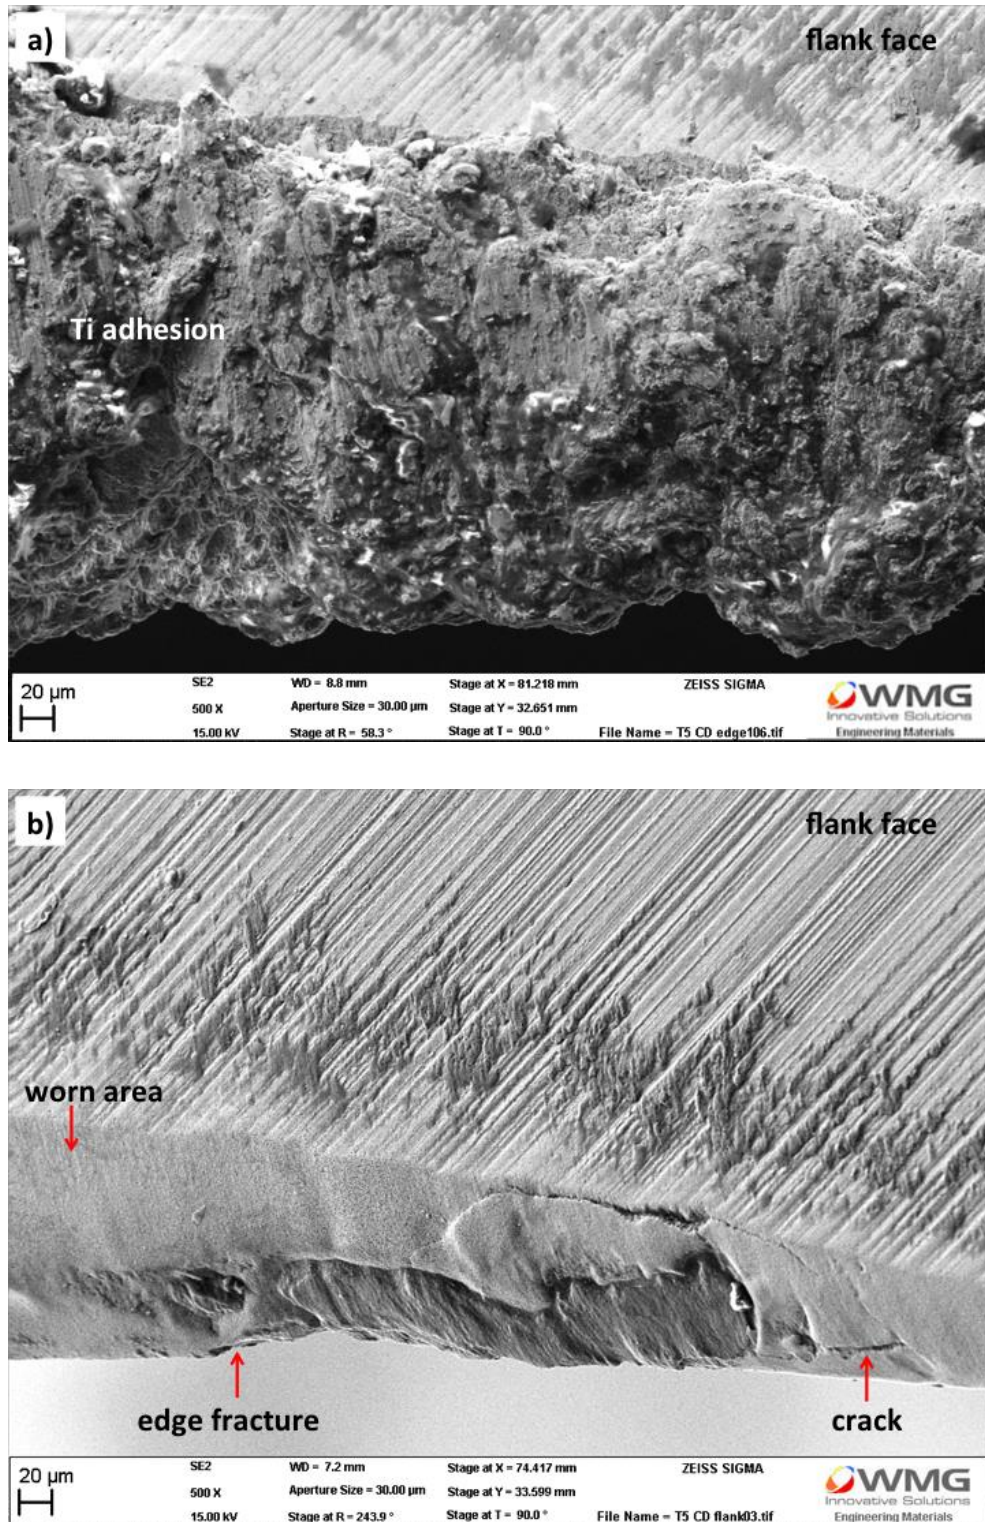 a)
flank face
Ti adhesion
20 µm
SE2
WD = 8.8 mm
Stage at X = 81.218 mm
ZEISS SIGMA
500 X
Aperture Size = 30.00 µm
Stage at Y = 32.651 mm
15.00 kV
Stage at R = 58.3 °
Stage at T = 90.0 °
File Name = T5 CD edge106.tif
WMG
Innovative Solutions
Engineering Materials
b)
flank face
worn area
edge fracture
crack
20 µm
SE2
WD = 7.2 mm
Stage at X = 74.417 mm
ZEISS SIGMA
500 X
Aperture Size = 30.00 µm
Stage at Y = 33.599 mm
15.00 kV
Stage at R = 243.9 °
Stage at T = 90.0 °
File Name = T5 CD flank03.tif
WMG
Innovative Solutions
Engineering Materials